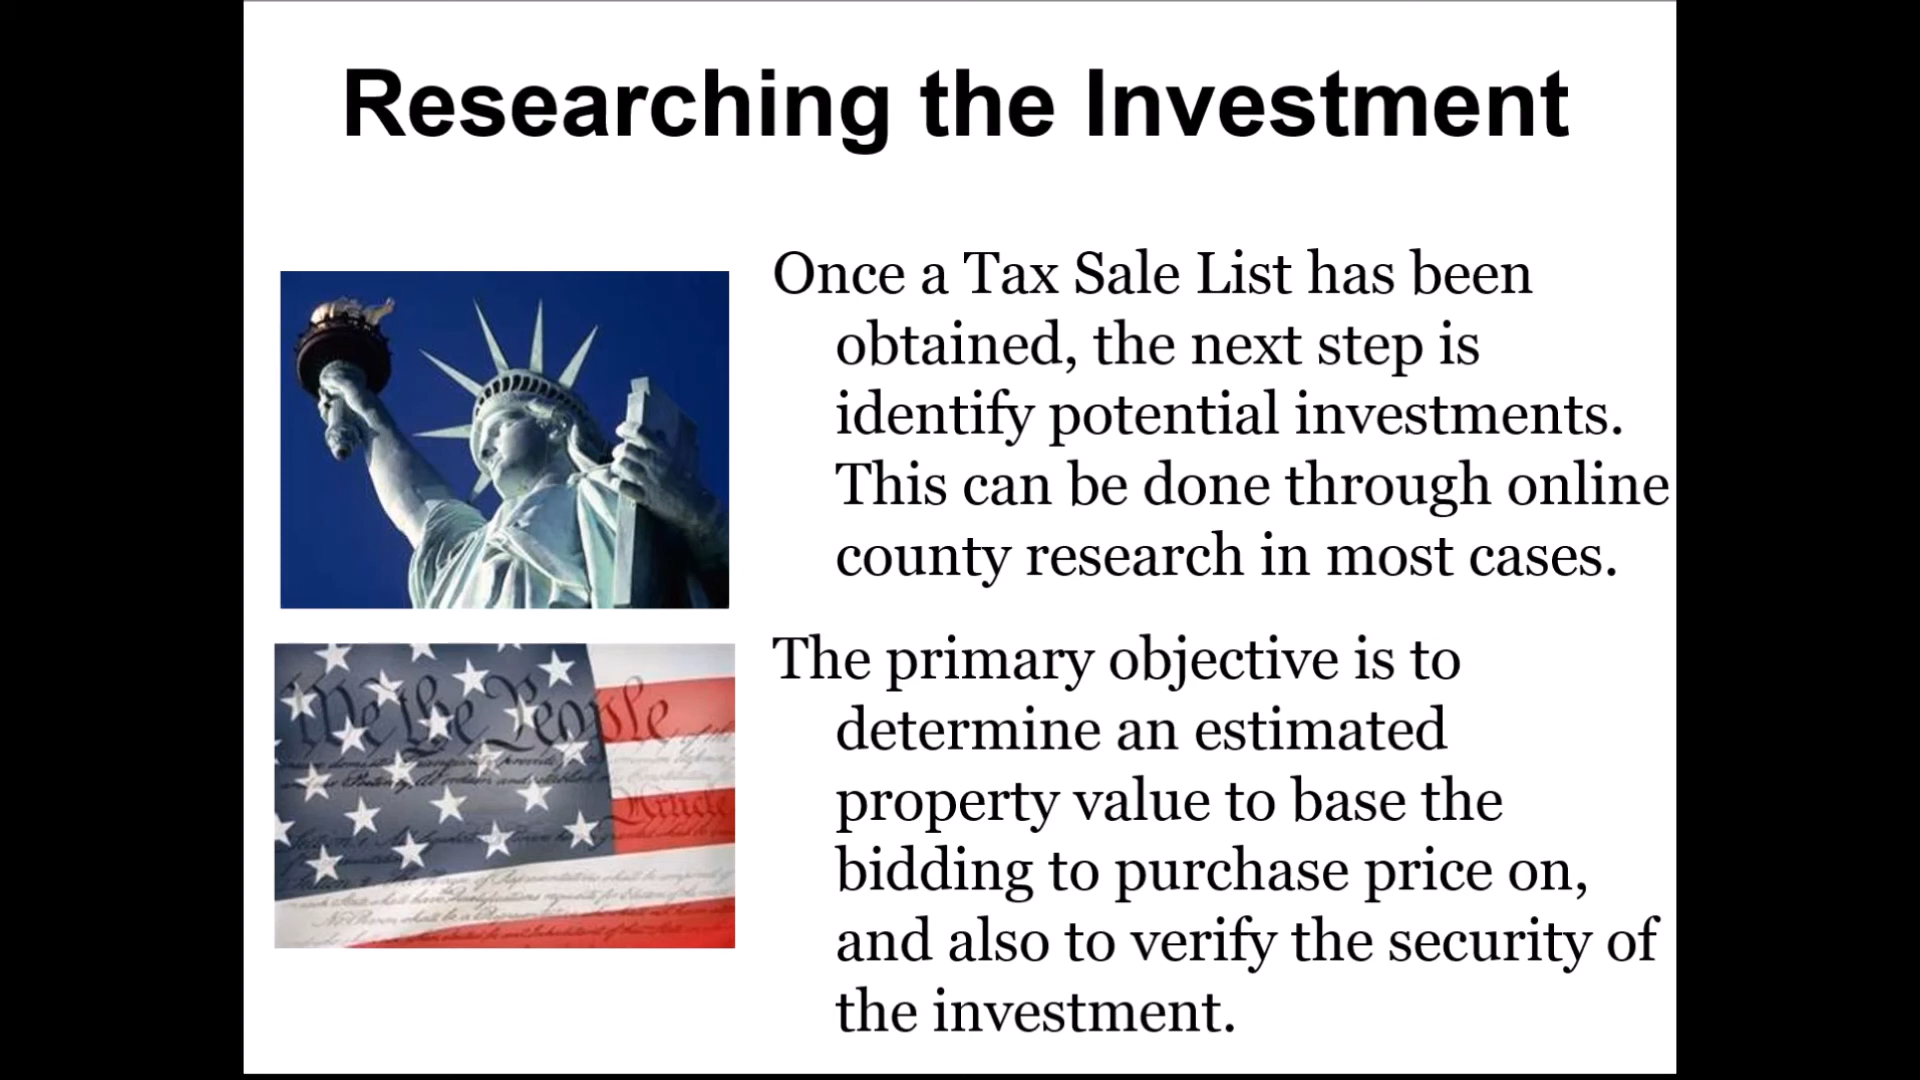 Researching the Investment
Once a Tax Sale List has been
obtained, the next step is
identify potential investments.
This can be done through online
county research in most cases.
The primary objective is to
determine an estimated
property value to base the
bidding to purchase price on,
and also to verify the security of
the investment.
We the People
Article